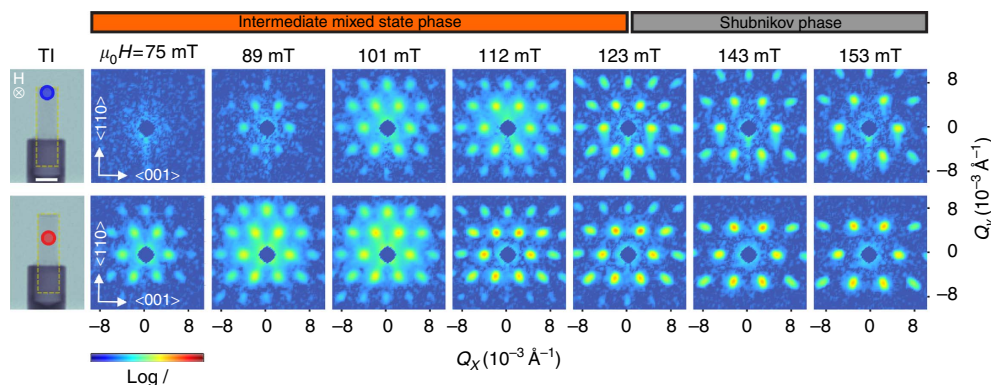 Intermediate mixed state phase
Shubnikov phase
TI
μ₀H=75 mT
89 mT
101 mT
112 mT
123 mT
143 mT
153 mT
H
⊗
<110>
<001>
8
0
−8
Q_y (10⁻³ Å⁻¹)
<110>
<001>
8
0
−8
−8 0 8
−8 0 8
−8 0 8
−8 0 8
−8 0 8
−8 0 8
−8 0 8
Q_X (10⁻³ Å⁻¹)
Log I